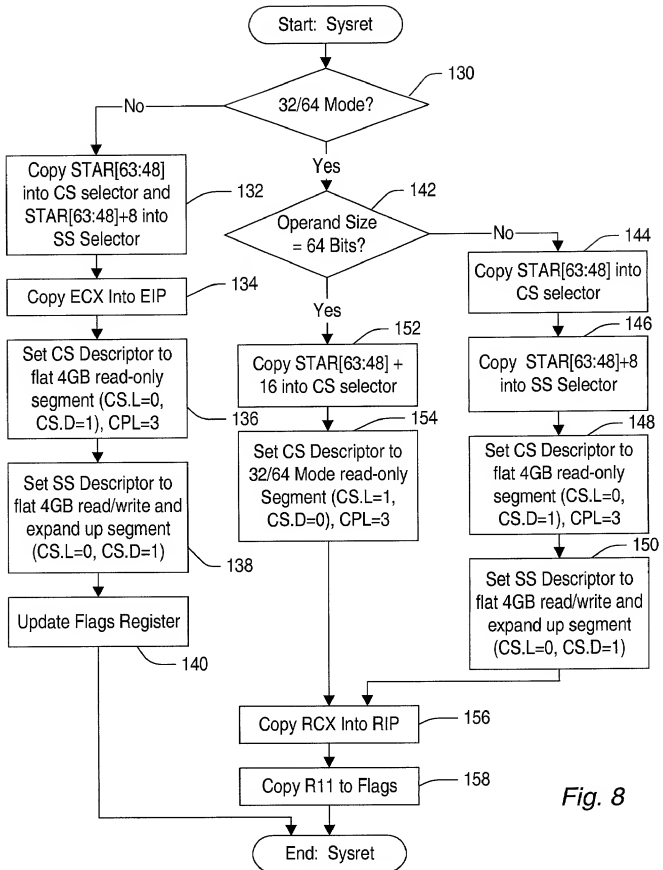 Start: Sysret
130
32/64 Mode?
No
Yes
Copy STAR[63:48]
into CS selector and
STAR[63:48]+8 into
SS Selector
132
142
Operand Size
= 64 Bits?
No
Yes
144
Copy STAR[63:48] into
CS selector
Copy ECX Into EIP
134
146
Copy STAR[63:48]+8
into SS Selector
152
Copy STAR[63:48] +
16 into CS selector
Set CS Descriptor to
flat 4GB read-only
segment (CS.L=0,
CS.D=1), CPL=3
136
154
Set CS Descriptor to
32/64 Mode read-only
Segment (CS.L=1,
CS.D=0), CPL=3
148
Set CS Descriptor to
flat 4GB read-only
segment (CS.L=0,
CS.D=1), CPL=3
Set SS Descriptor to
flat 4GB read/write and
expand up segment
(CS.L=0, CS.D=1)
138
150
Set SS Descriptor to
flat 4GB read/write and
expand up segment
(CS.L=0, CS.D=1)
Update Flags Register
140
Copy RCX Into RIP
156
Copy R11 to Flags
158
Fig. 8
End: Sysret